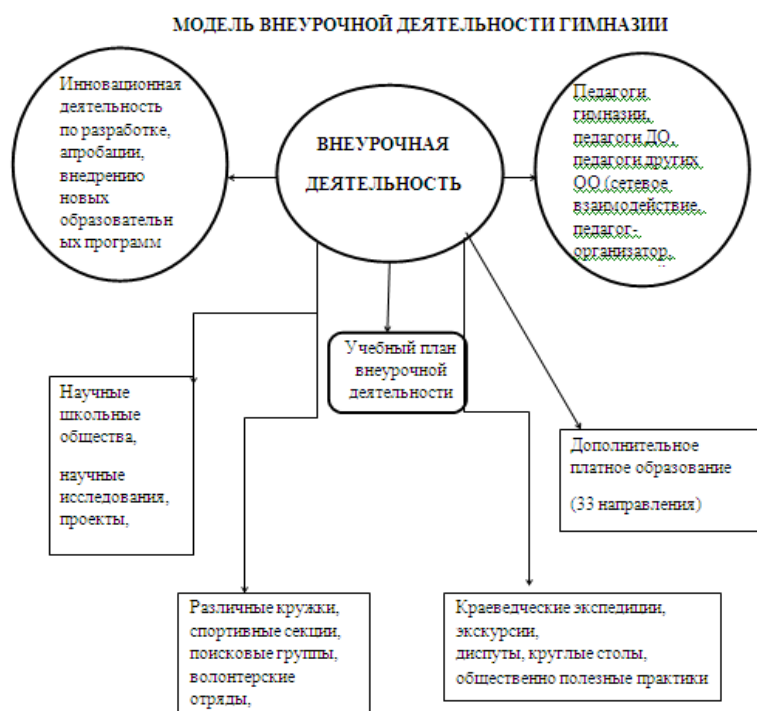 МОДЕЛЬ ВНЕУРОЧНОЙ ДЕЯТЕЛЬНОСТИ ГИМНАЗИИ
Инновационная
деятельность
по разработке,
апробации,
внедрению
новых
образовательн
ых программ
ВНЕУРОЧНАЯ
ДЕЯТЕЛЬНОСТЬ
Педагоги
гимназии,
педагоги ДО,
педагоги других
ОО (сетевое
взаимодействие,
педагог-
организатор,
Учебный план
внеурочной
деятельности
Научные
школьные
общества,
научные
исследования,
проекты,
Дополнительное
платное образование
(33 направления)
Различные кружки,
спортивные секции,
поисковые группы,
волонтерские
отряды,
Краеведческие экспедиции,
экскурсии,
диспуты, круглые столы,
общественно полезные практики